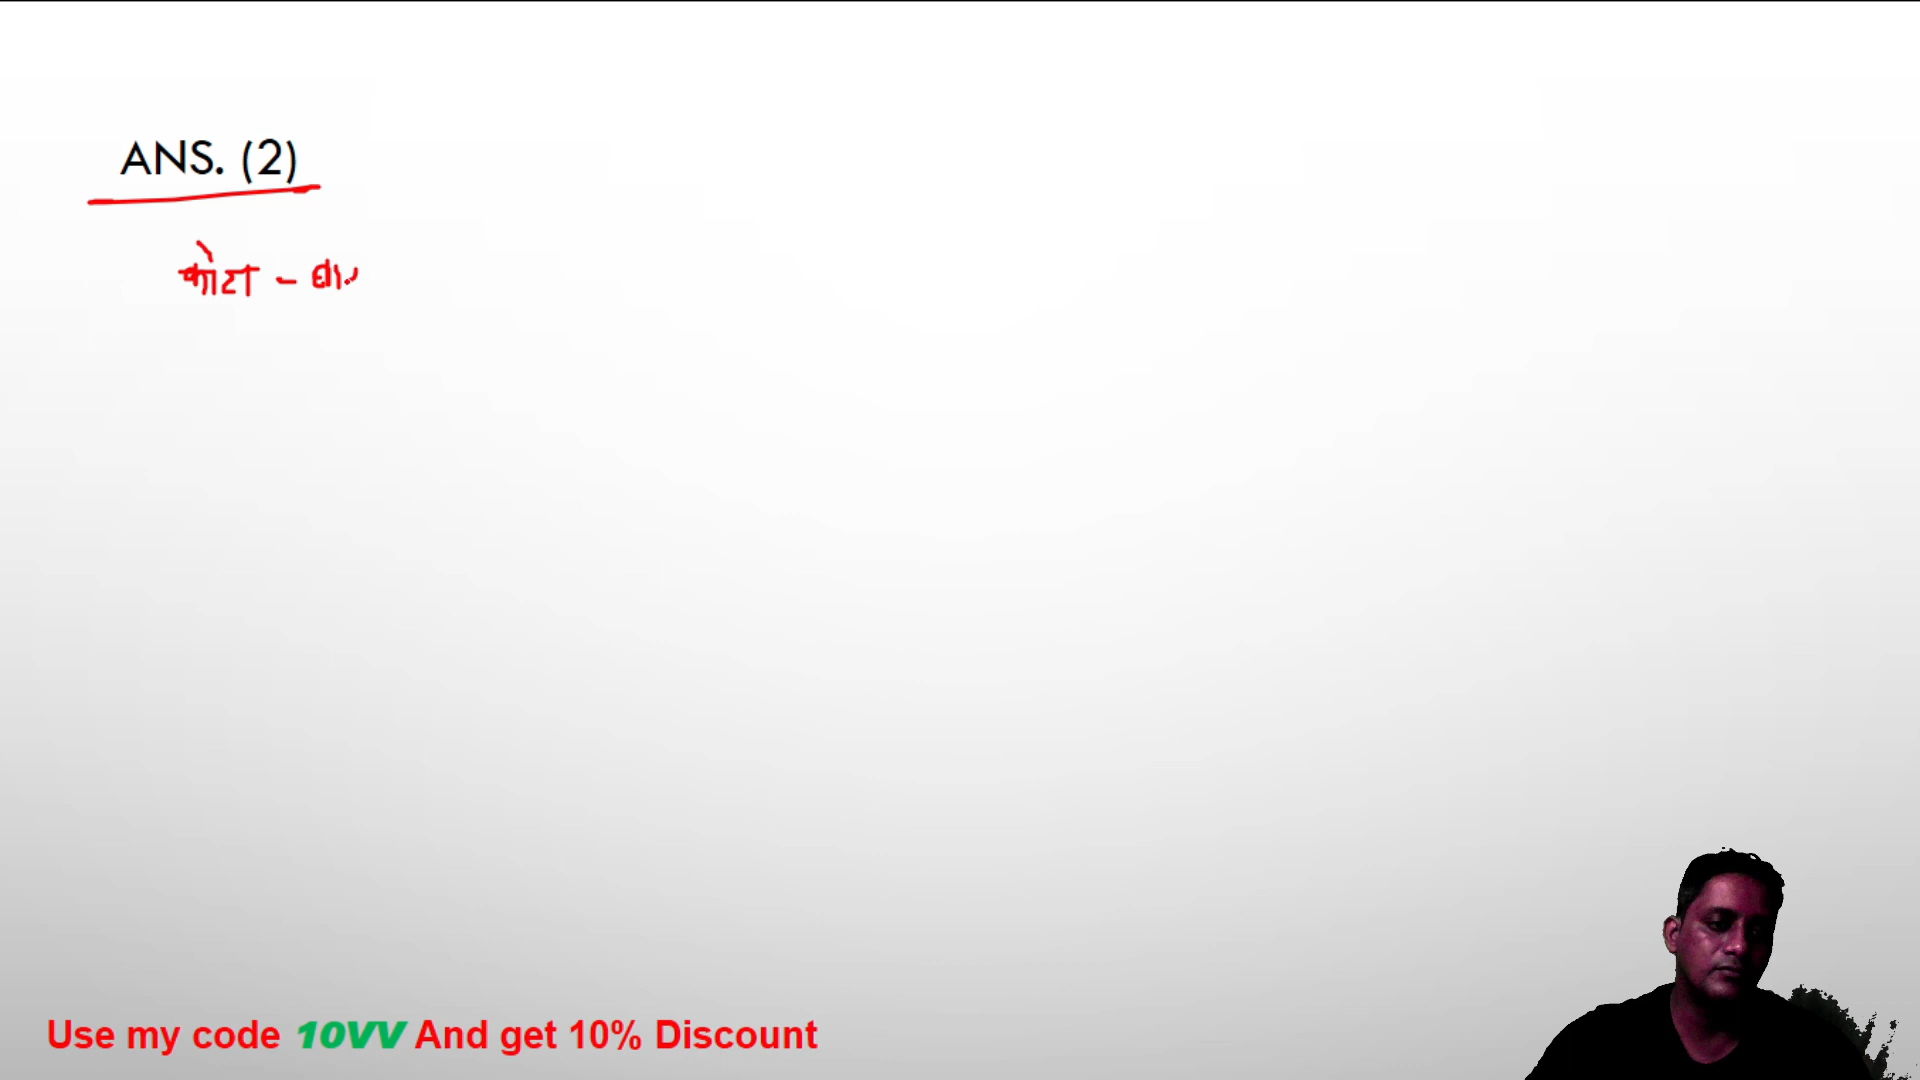 ANS. (2)
कोटा -
Use my code 10VV And get 10% Discount